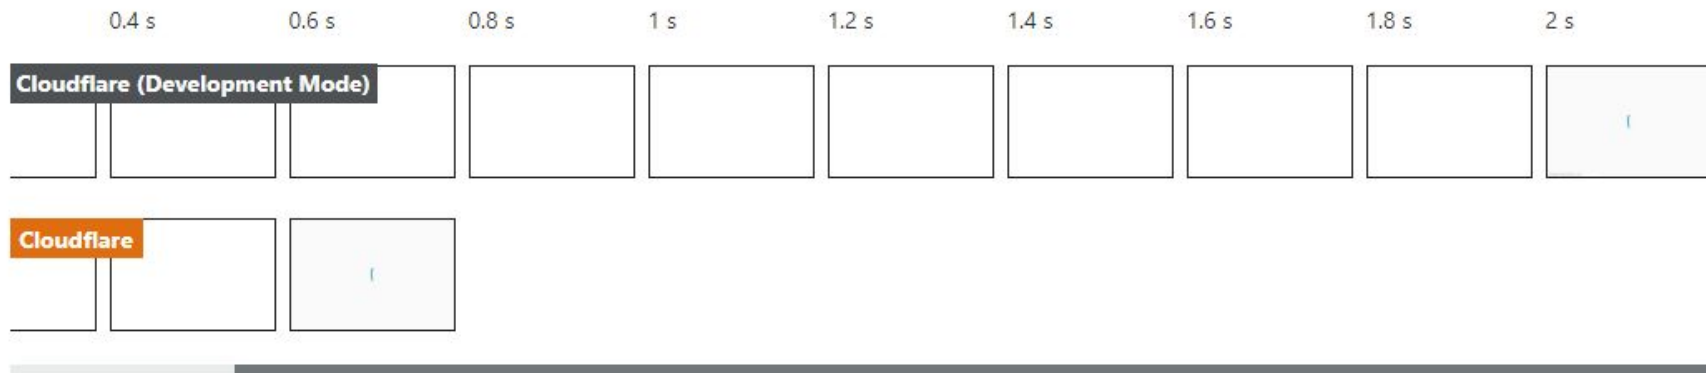 0.4 s 0.6 s 0.8 s 1 s 1.2 s 1.4 s 1.6 s 1.8 s 2 s
Cloudflare (Development Mode)
Cloudflare